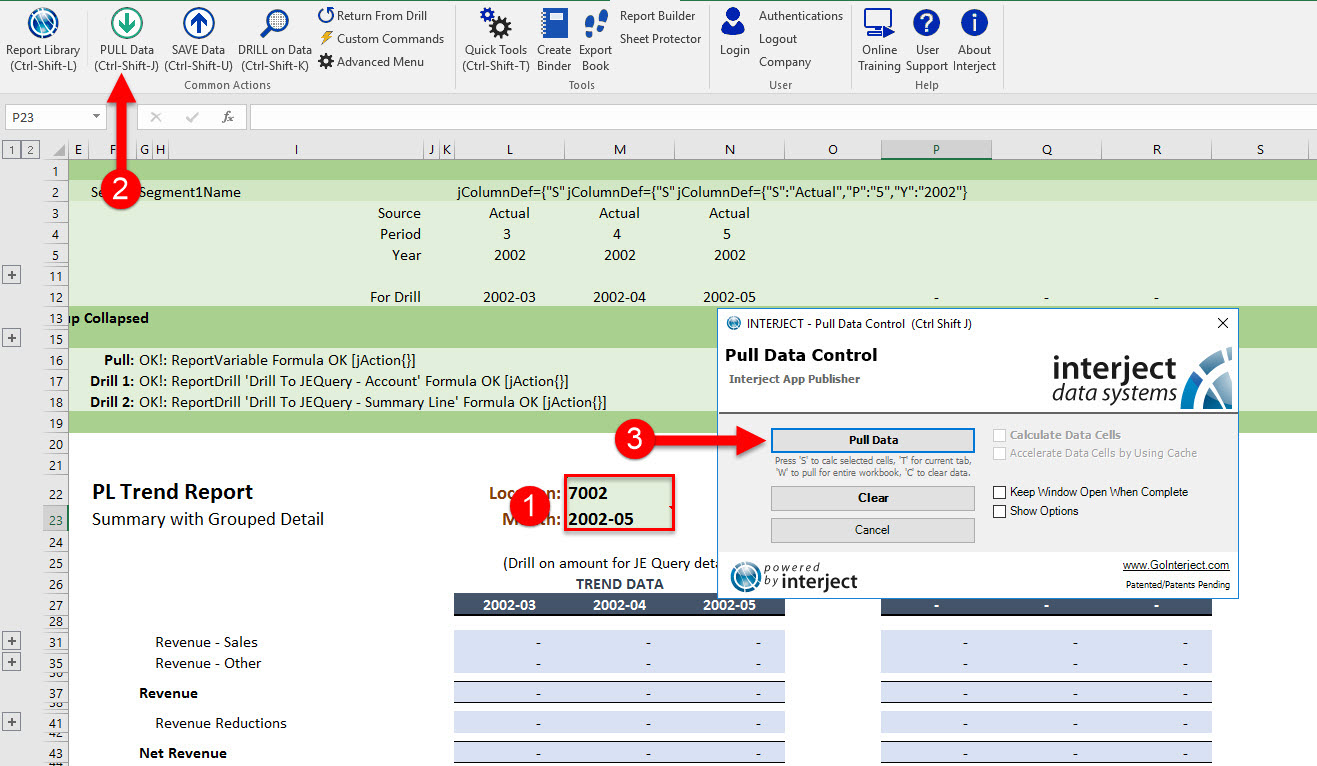 Report Library
(Ctrl-Shift-L)
PULL Data
(Ctrl-Shift-J)
SAVE Data
(Ctrl-Shift-U)
DRILL on Data
(Ctrl-Shift-K)
Return From Drill
Custom Commands
Advanced Menu
Common Actions
Quick Tools
(Ctrl-Shift-T)
Create
Binder
Export
Book
Report Builder
Sheet Protector
Tools
Login
Authentications
Logout
Company
User
Online
Training
User
Support
About
Interject
Help
P23
fx
1 2 E F G H I J K L M N O P Q R S
1
2 Segment1Name jColumnDef={"S" jColumnDef={"S" jColumnDef={"S":"Actual","P":"5","Y":"2002"}
2
3 Source Actual Actual Actual
4 Period 3 4 5
5 Year 2002 2002 2002
11
12 For Drill 2002-03 2002-04 2002-05 - - -
13 Collapsed
15
16 Pull: OK!: ReportVariable Formula OK [jAction{}]
17 Drill 1: OK!: ReportDrill 'Drill To JEQuery - Account' Formula OK [jAction{}]
18 Drill 2: OK!: ReportDrill 'Drill To JEQuery - Summary Line' Formula OK [jAction{}]
19
20
21
22 PL Trend Report 7002
1
23 Summary with Grouped Detail 2002-05
24
25 (Drill on amount for JE Query deta
26 TREND DATA
27 2002-03 2002-04 2002-05 - - -
28
31 Revenue - Sales - - - - - -
35 Revenue - Other - - - - - -
36
37 Revenue - - - - - -
38
41 Revenue Reductions - - - - - -
42
43 Net Revenue - - - - - -
INTERJECT - Pull Data Control (Ctrl Shift J)
Pull Data Control
Interject App Publisher
interject
data systems
3
Pull Data
Press 'S' to calc selected cells, 'T' for current tab,
'W' to pull for entire workbook, 'C' to clear data.
Clear
Cancel
Calculate Data Cells
Accelerate Data Cells by Using Cache
Keep Window Open When Complete
Show Options
powered
by interject
www.GoInterject.com
Patented/Patents Pending